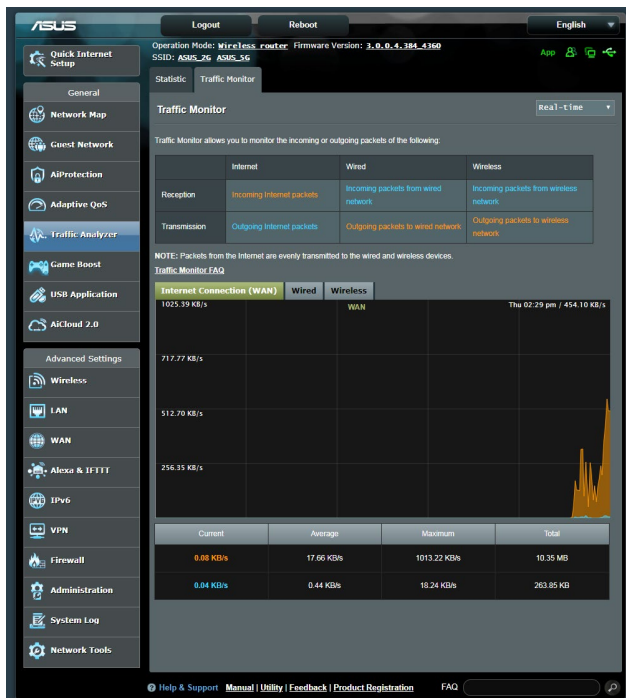 ASUS
Logout
Reboot
English
Quick Internet
Setup
Operation Mode: Wireless router Firmware Version: 3.0.0.4.384_4360
SSID: ASUS_2G ASUS_5G
App
Statistic
Traffic Monitor
General
Network Map
Guest Network
AiProtection
Adaptive QoS
Traffic Analyzer
Game Boost
USB Application
AiCloud 2.0
Advanced Settings
Wireless
LAN
WAN
Alexa & IFTTT
IPv6
VPN
Firewall
Administration
System Log
Network Tools
Traffic Monitor
Real-time
Traffic Monitor allows you to monitor the incoming or outgoing packets of the following:
Internet Wired Wireless
Reception
Incoming Internet packets
Incoming packets from wired
network
Incoming packets from wireless
network
Transmission
Outgoing Internet packets
Outgoing packets to wired network
Outgoing packets to wireless
network
NOTE: Packets from the Internet are evenly transmitted to the wired and wireless devices.
Traffic Monitor FAQ
Internet Connection (WAN) Wired Wireless
1025.39 KB/s
WAN
Thu 02:29 pm / 454.10 KB/s
717.77 KB/s
512.70 KB/s
256.35 KB/s
Current Average Maximum Total
0.08 KB/s 17.66 KB/s 1013.22 KB/s 10.35 MB
0.04 KB/s 0.44 KB/s 18.24 KB/s 263.85 KB
Help & Support Manual | Utility | Feedback | Product Registration FAQ